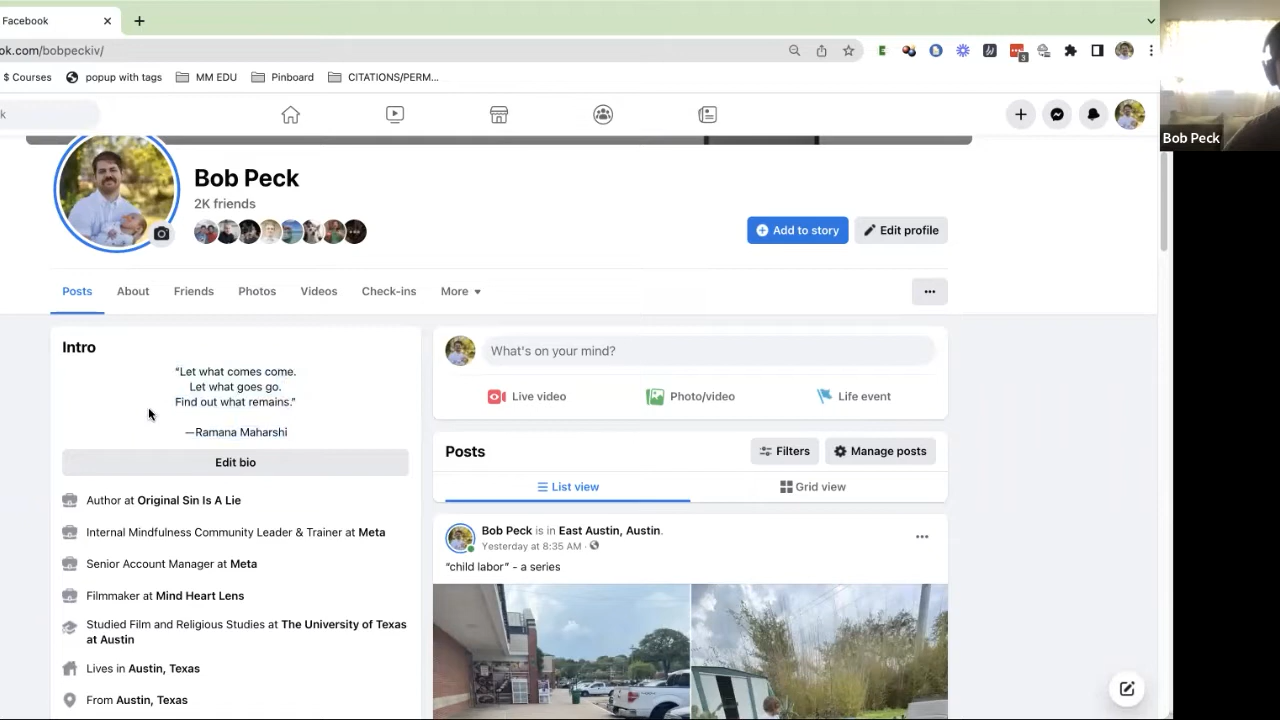 Facebook
ok.com/bobpeckiv/
3
$ Courses
popup with tags
MM EDU
Pinboard
CITATIONS/PERM...
k
Bob Peck
Bob Peck
2K friends
Add to story
Edit profile
Posts
About
Friends
Photos
Videos
Check-ins
More
Intro
"Let what comes come.
Let what goes go.
Find out what remains."
—Ramana Maharshi
Edit bio
Author at Original Sin Is A Lie
Internal Mindfulness Community Leader & Trainer at Meta
Senior Account Manager at Meta
Filmmaker at Mind Heart Lens
Studied Film and Religious Studies at The University of Texas
at Austin
Lives in Austin, Texas
From Austin, Texas
What's on your mind?
Live video
Photo/video
Life event
Posts
Filters
Manage posts
List view
Grid view
Bob Peck is in East Austin, Austin.
Yesterday at 8:35 AM ·
"child labor" - a series